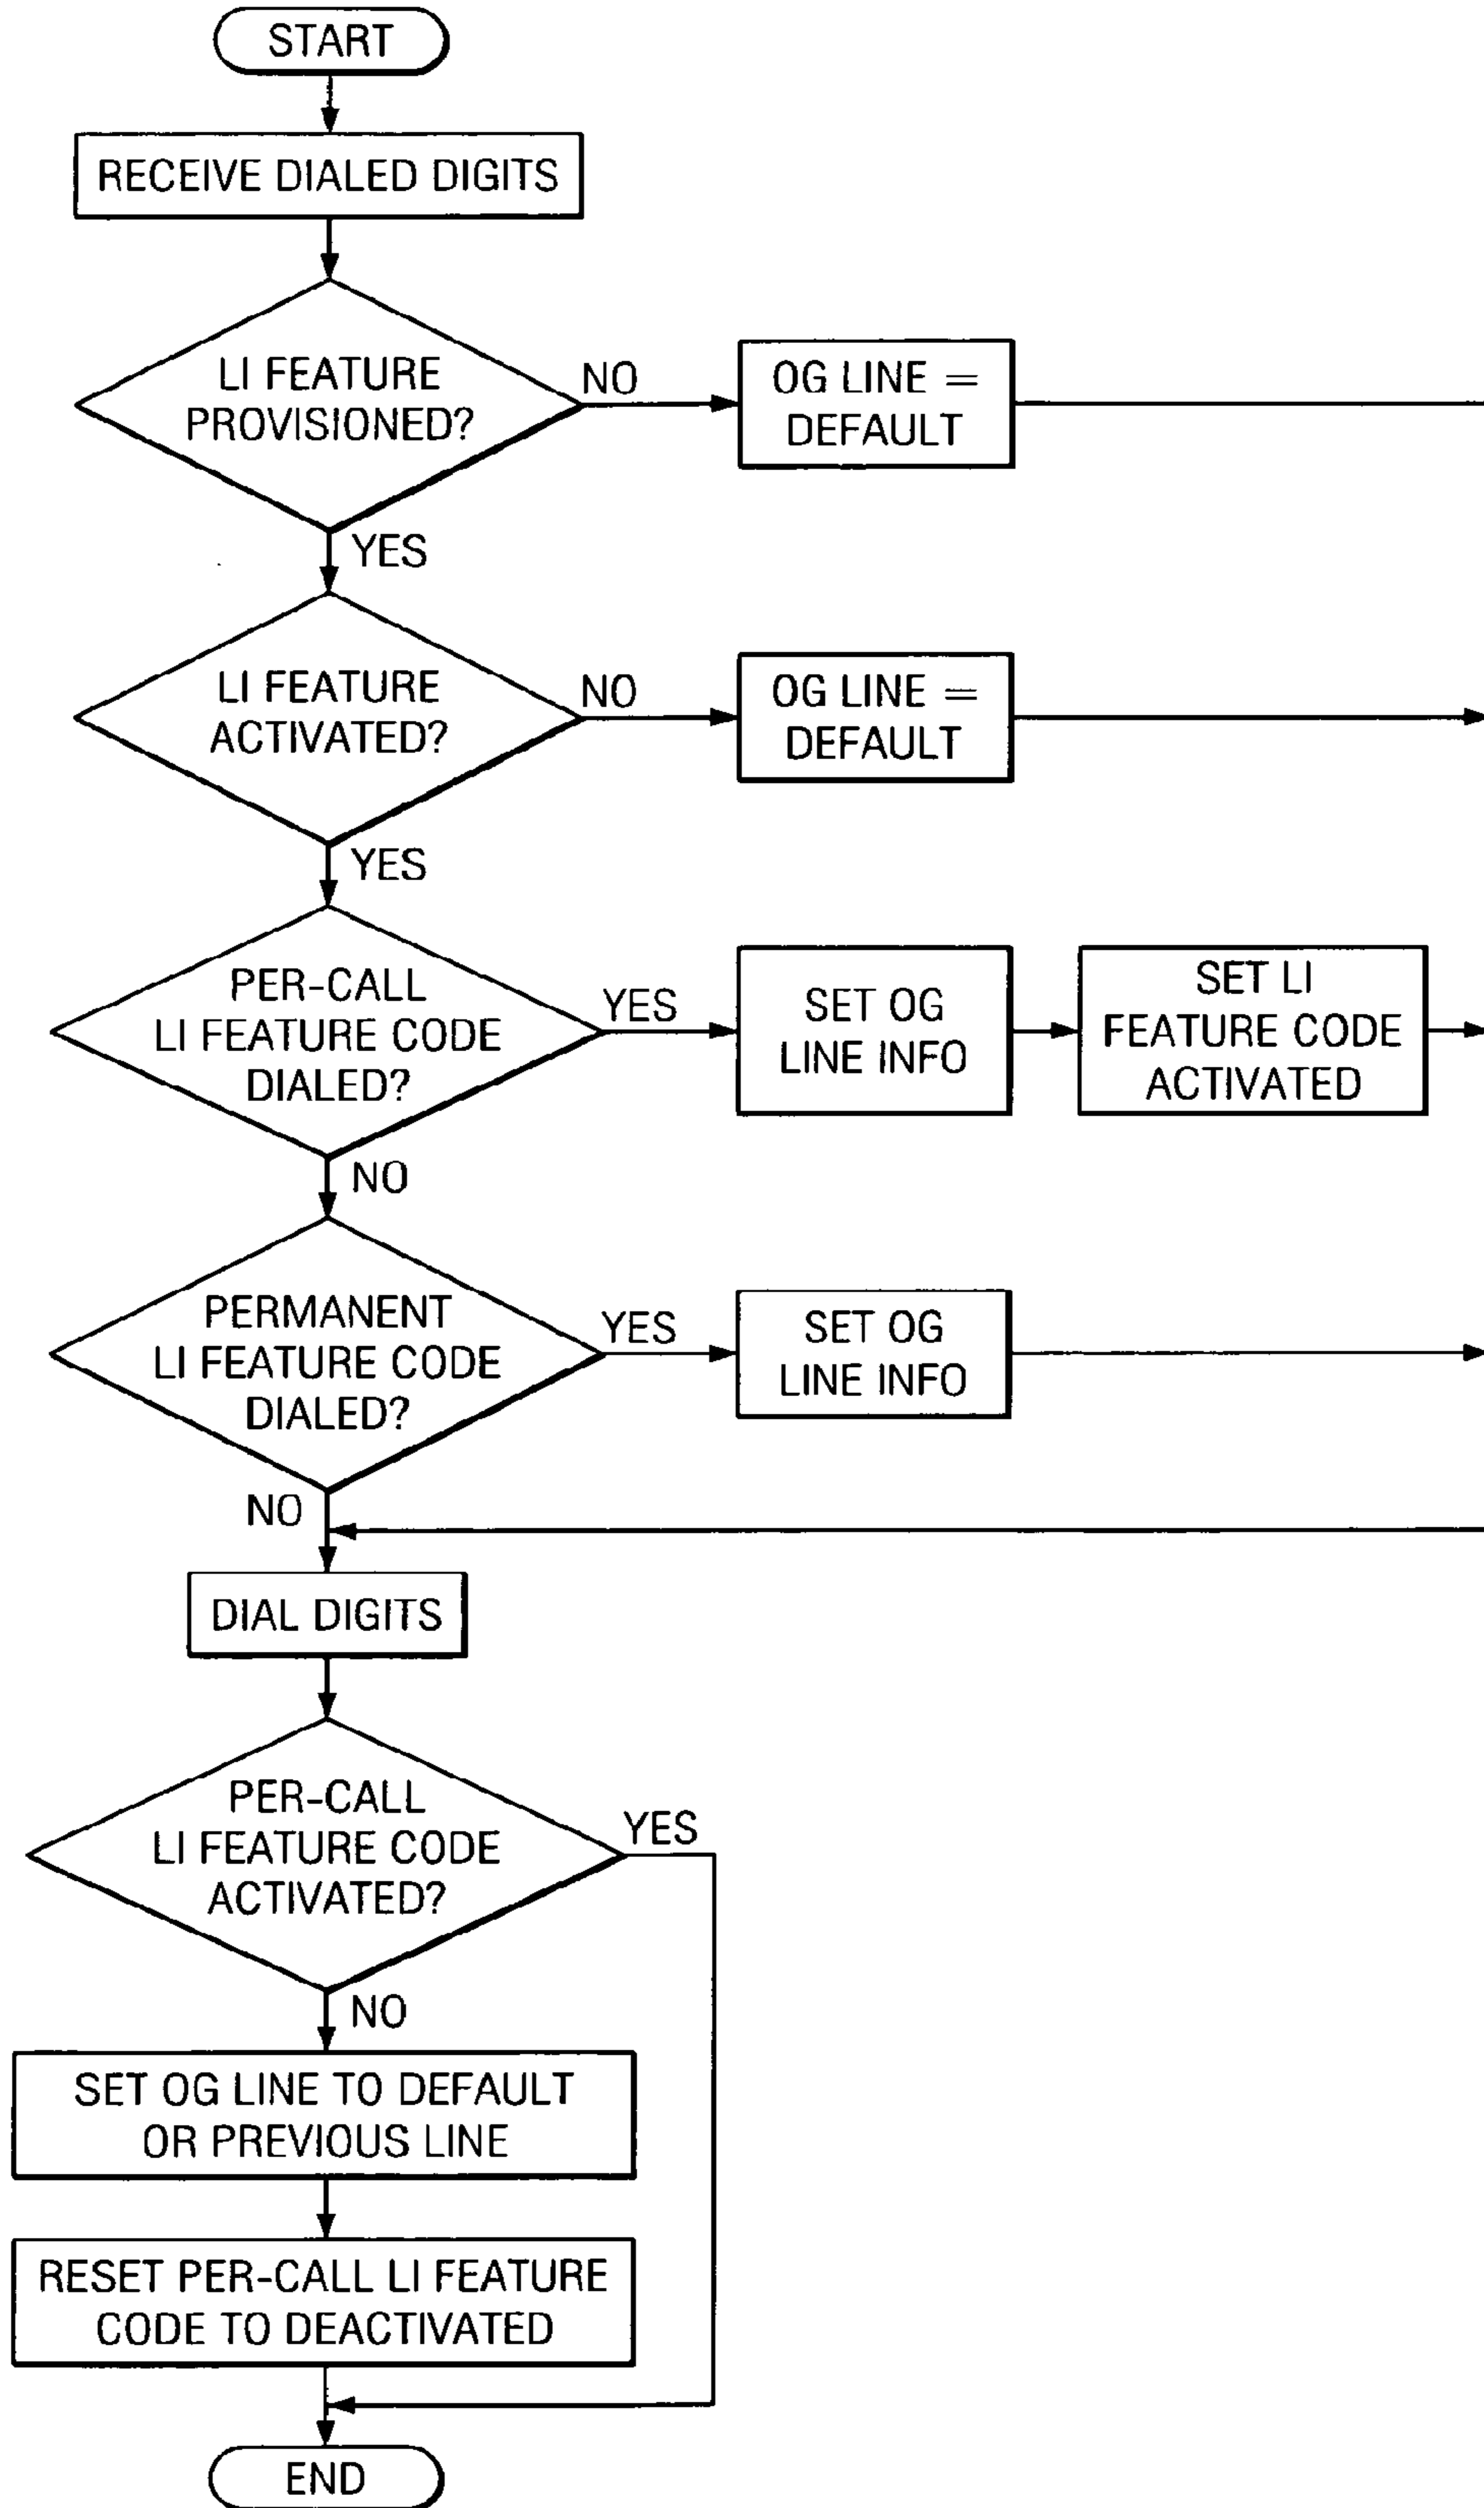 START
RECEIVE DIALED DIGITS
LI FEATURE
PROVISIONED?
NO
OG LINE =
DEFAULT
YES
LI FEATURE
ACTIVATED?
NO
OG LINE =
DEFAULT
YES
PER-CALL
LI FEATURE CODE
DIALED?
YES
SET OG
LINE INFO
SET LI
FEATURE CODE
ACTIVATED
NO
PERMANENT
LI FEATURE CODE
DIALED?
YES
SET OG
LINE INFO
NO
DIAL DIGITS
PER-CALL
LI FEATURE CODE
ACTIVATED?
YES
NO
SET OG LINE TO DEFAULT
OR PREVIOUS LINE
RESET PER-CALL LI FEATURE
CODE TO DEACTIVATED
END